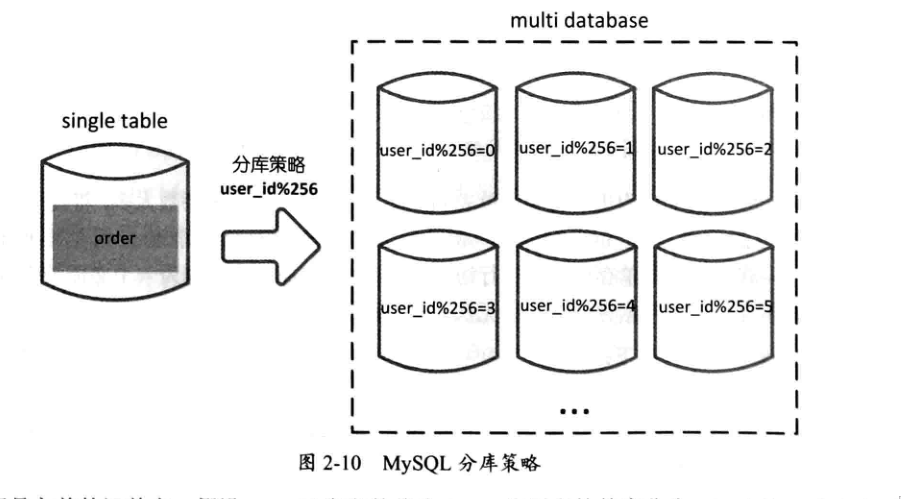 multi database
single table
分库策略
user_id%256
order
user_id%256=0
user_id%256=1
user_id%256=2
user_id%256=3
user_id%256=4
user_id%256=5
...
图 2-10 MySQL 分库策略